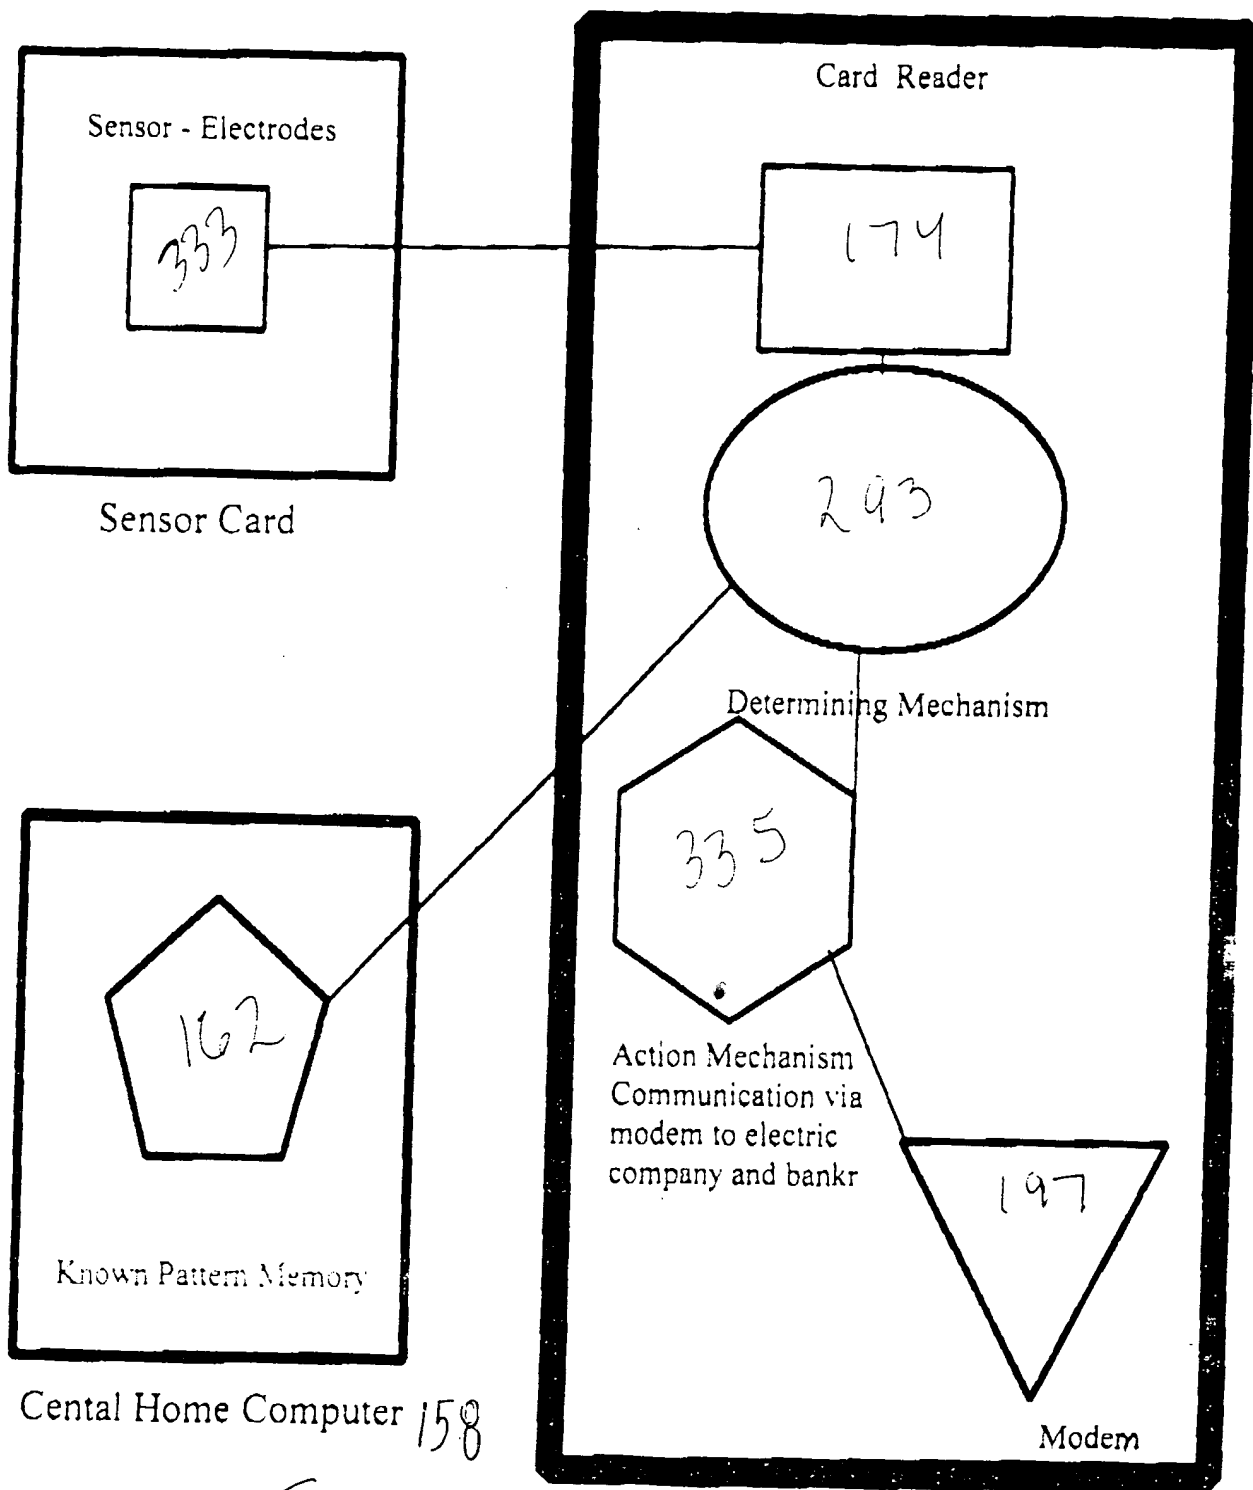 Card Reader
Sensor - Electrodes
333
174
Sensor Card
293
Determining Mechanism
335
162
Action Mechanism
Communication via
modem to electric
company and bankr
197
Known Pattern Memory
Cental Home Computer 158
Modem